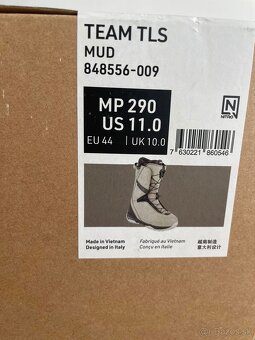 TEAM TLS
MUD
848556-009
MP 290
US 11.0
EU 44 | UK 10.0
N
NITRO
7 630221 860546
Made in Vietnam
Designed in Italy
Fabriqué au Vietnam
Conçu en Italie
越南制造
意大利设计